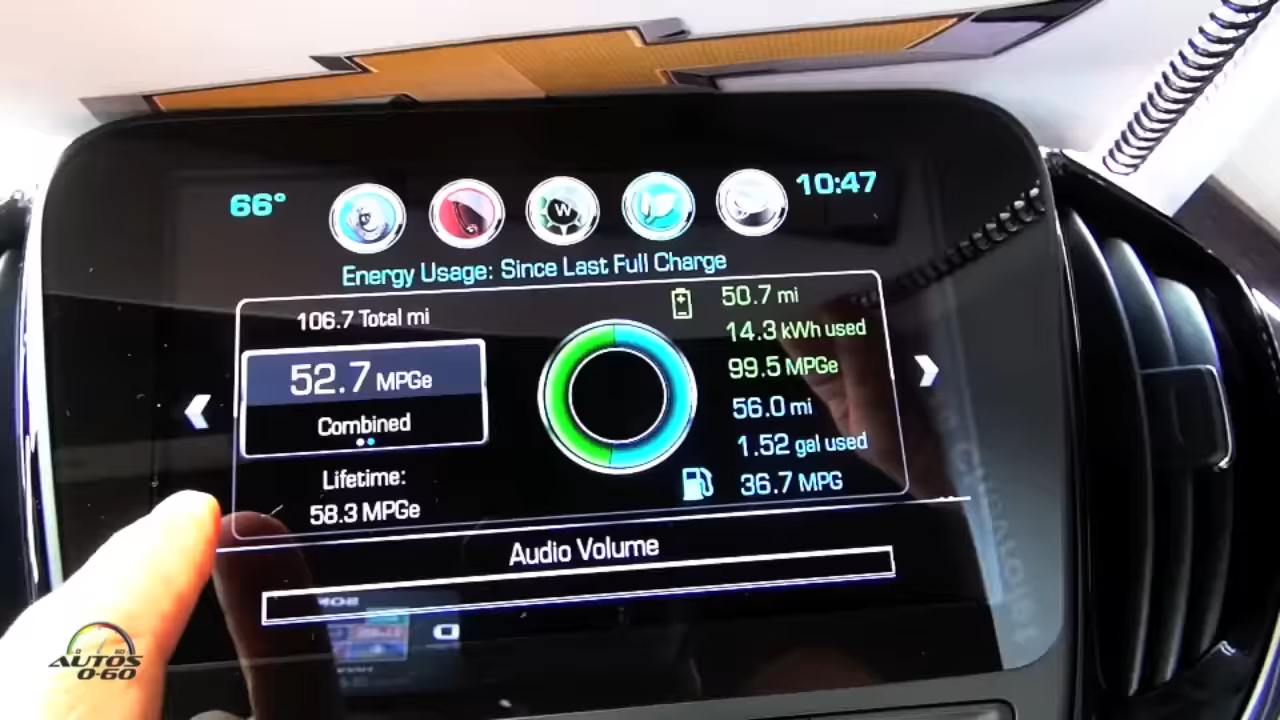 66°
W
10:47
Energy Usage: Since Last Full Charge
106.7 Total mi
52.7 MPGe
Combined
Lifetime:
58.3 MPGe
50.7 mi
14.3 kWh used
99.5 MPGe
56.0 mi
1.52 gal used
36.7 MPG
Audio Volume
AUTOS
0-60